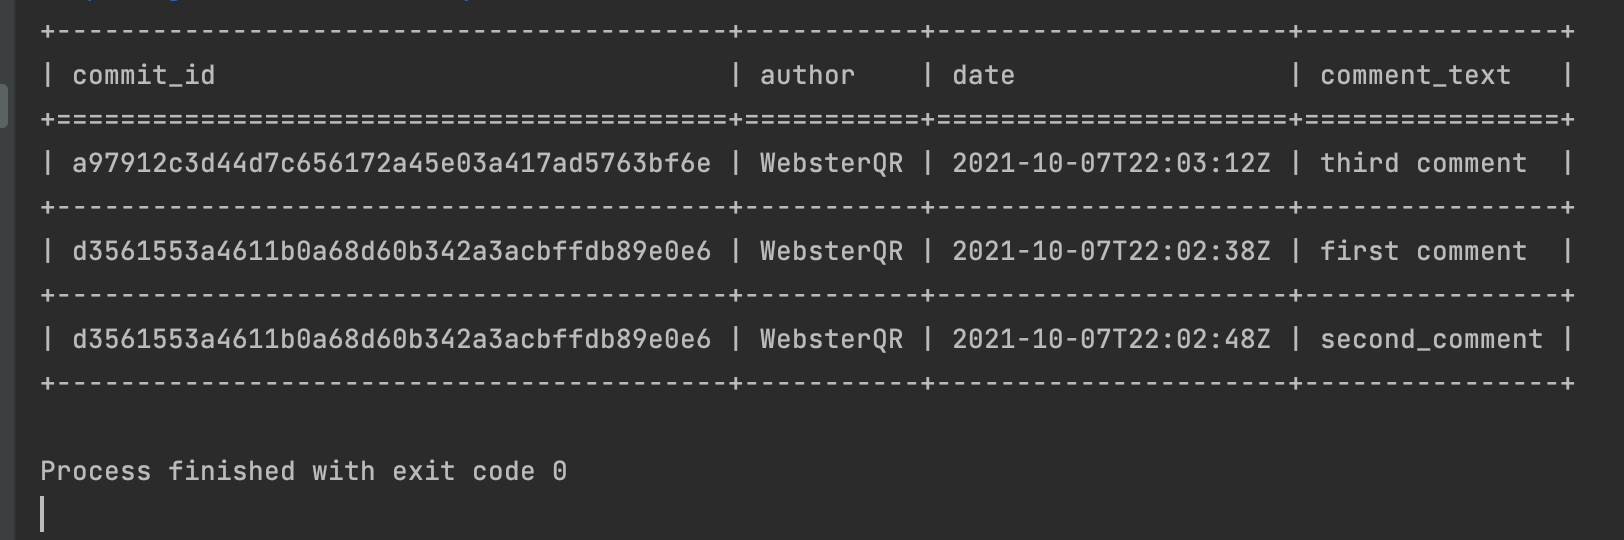 +------------------------------------------+-----------+----------------------+----------------+
| commit_id                                | author    | date                 | comment_text   |
+==========================================+===========+======================+================+
| a97912c3d44d7c656172a45e03a417ad5763bf6e | WebsterQR | 2021-10-07T22:03:12Z | third comment  |
+------------------------------------------+-----------+----------------------+----------------+
| d3561553a4611b0a68d60b342a3acbffdb89e0e6 | WebsterQR | 2021-10-07T22:02:38Z | first comment  |
+------------------------------------------+-----------+----------------------+----------------+
| d3561553a4611b0a68d60b342a3acbffdb89e0e6 | WebsterQR | 2021-10-07T22:02:48Z | second_comment |
+------------------------------------------+-----------+----------------------+----------------+
Process finished with exit code 0